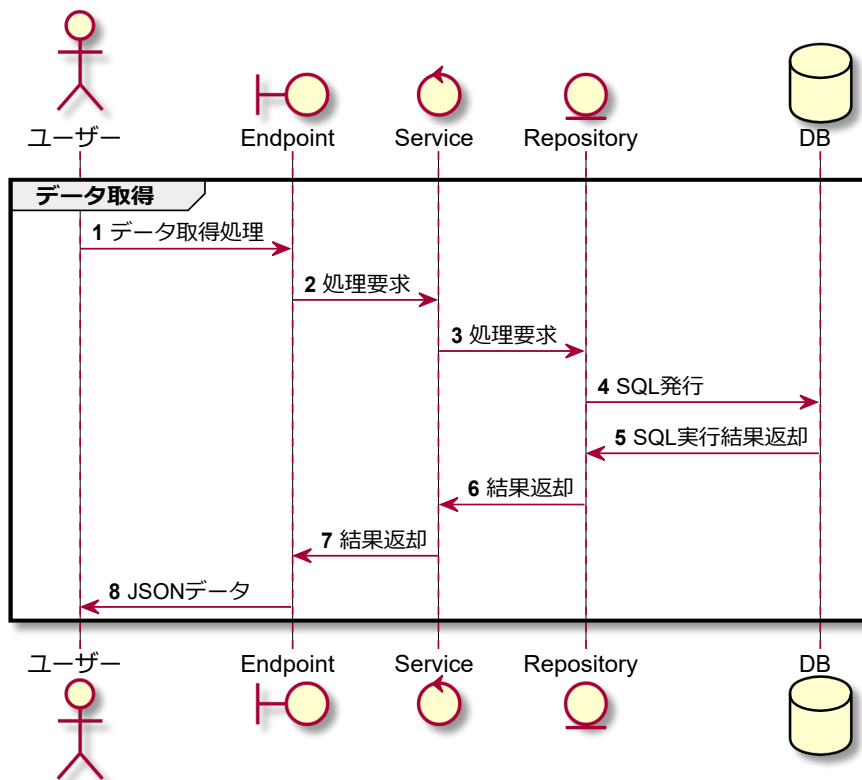 ユーザー Endpoint Service Repository DB
データ取得
1 データ取得処理
2 処理要求
3 処理要求
4 SQL発行
5 SQL実行結果返却
6 結果返却
7 結果返却
8 JSONデータ
ユーザー Endpoint Service Repository DB